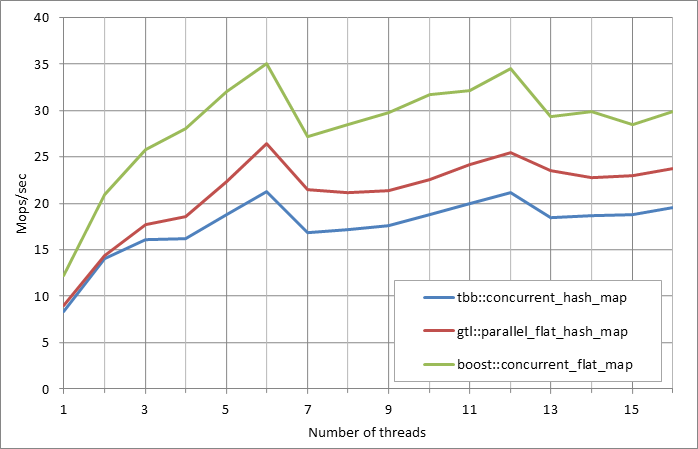 40
35
30
25
20
15
10
5
0
Mops/sec
tbb::concurrent_hash_map
gtl::parallel_flat_hash_map
boost::concurrent_flat_map
1 3 5 7 9 11 13 15
Number of threads